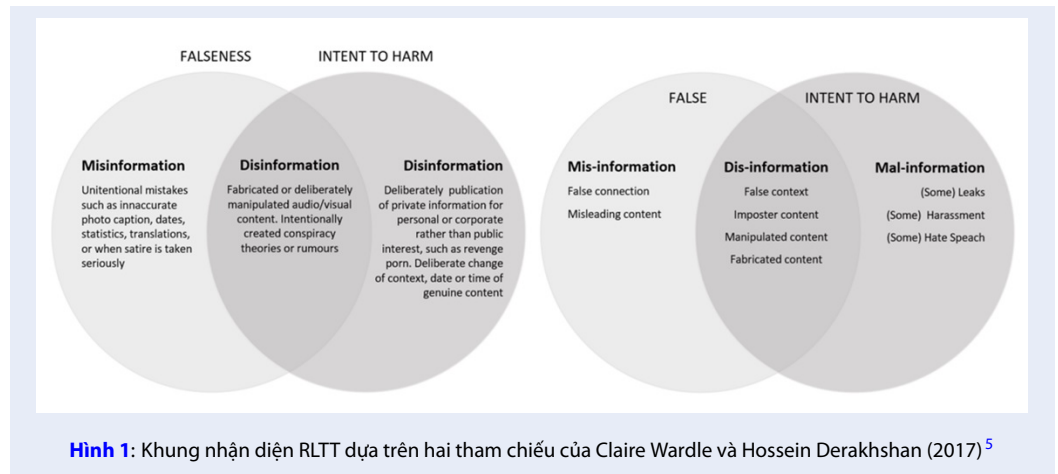 FALSENESS
INTENT TO HARM
Misinformation
Unitentional mistakes
such as innaccurate
photo caption, dates,
statistics, translations,
or when satire is taken
seriously
Disinformation
Fabricated or deliberately
manipulated audio/visual
content. Intentionally
created conspiracy
theories or rumours
Disinformation
Deliberately publication
of private information for
personal or corporate
rather than public
interest, such as revenge
porn. Deliberate change
of context, date or time of
genuine content
FALSE
INTENT TO HARM
Mis-information
False connection
Misleading content
Dis-information
False context
Imposter content
Manipulated content
Fabricated content
Mal-information
(Some) Leaks
(Some) Harassment
(Some) Hate Speach
Hình 1: Khung nhận diện RLTT dựa trên hai tham chiếu của Claire Wardle và Hossein Derakhshan (2017) 5